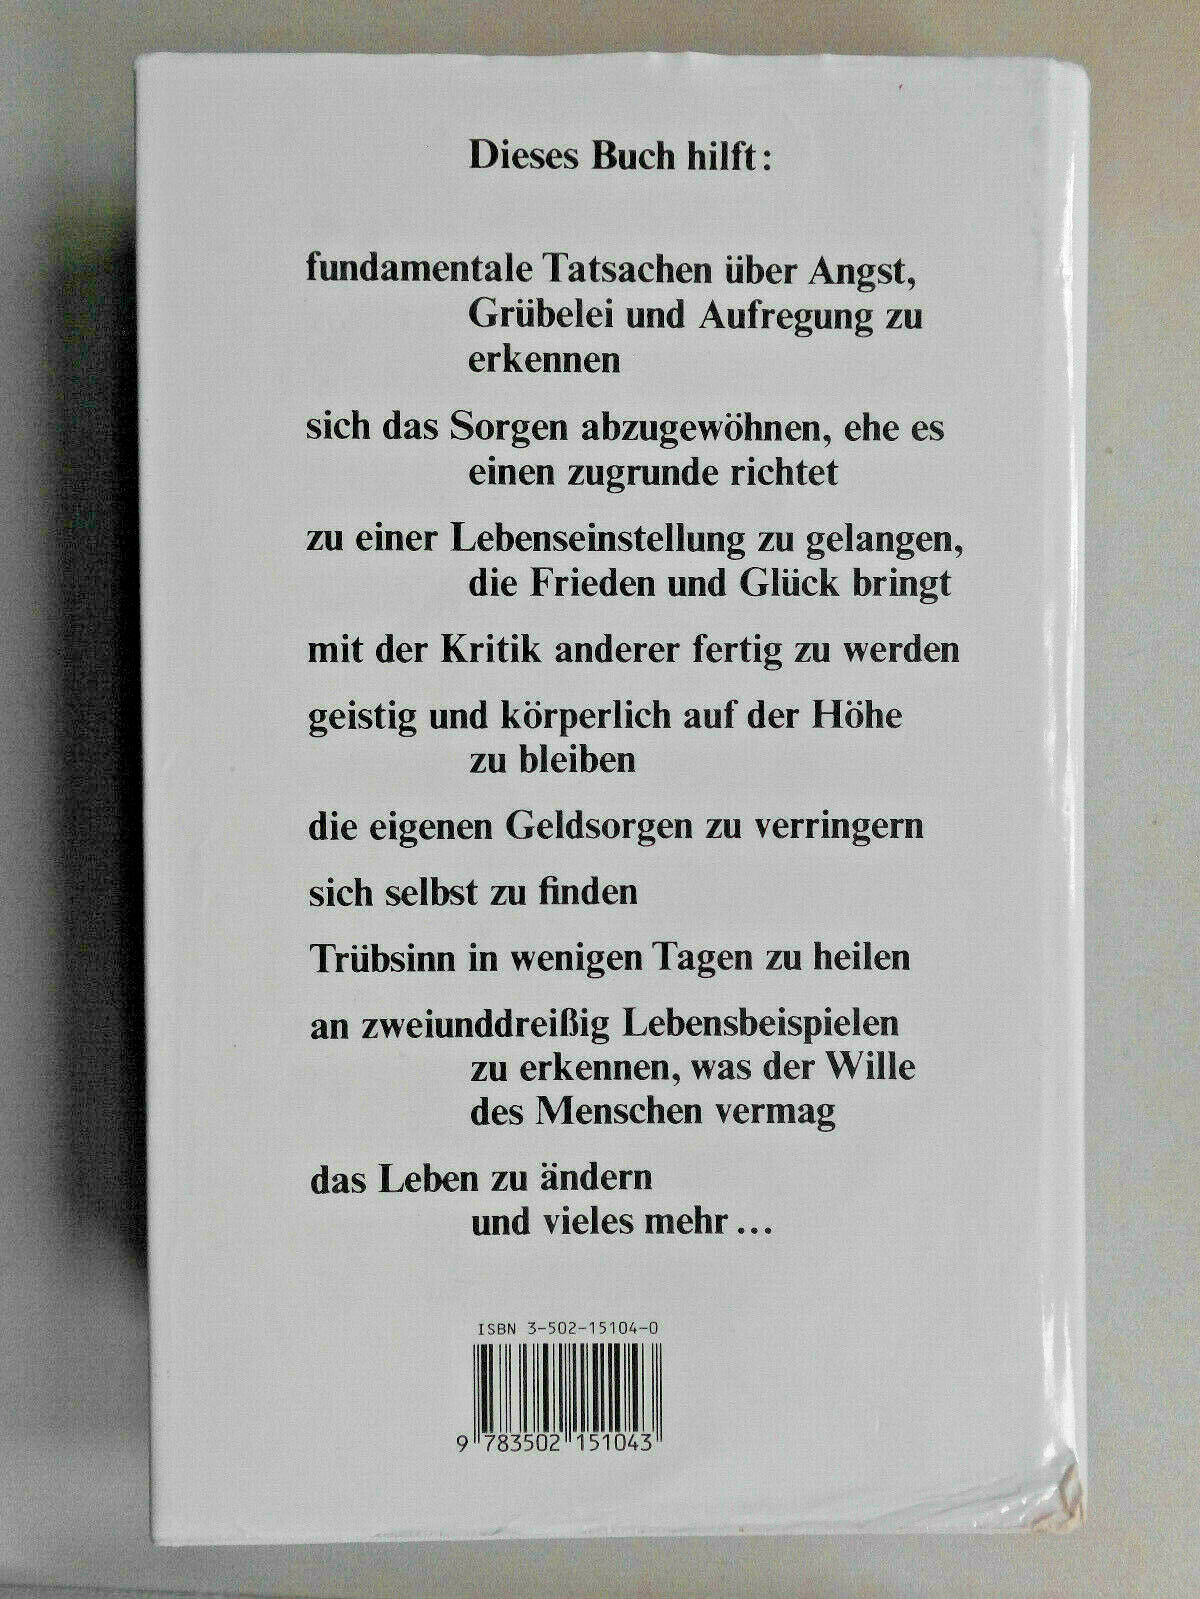 Dieses Buch hilft:
fundamentale Tatsachen über Angst,
Grübelei und Aufregung zu
erkennen
sich das Sorgen abzugewöhnen, ehe es
einen zugrunde richtet
zu einer Lebenseinstellung zu gelangen,
die Frieden und Glück bringt
mit der Kritik anderer fertig zu werden
geistig und körperlich auf der Höhe
zu bleiben
die eigenen Geldsorgen zu verringern
sich selbst zu finden
Trübsinn in wenigen Tagen zu heilen
an zweiunddreißig Lebensbeispielen
zu erkennen, was der Wille
des Menschen vermag
das Leben zu ändern
und vieles mehr...
ISBN 3-502-15104-0
9 783502 151043